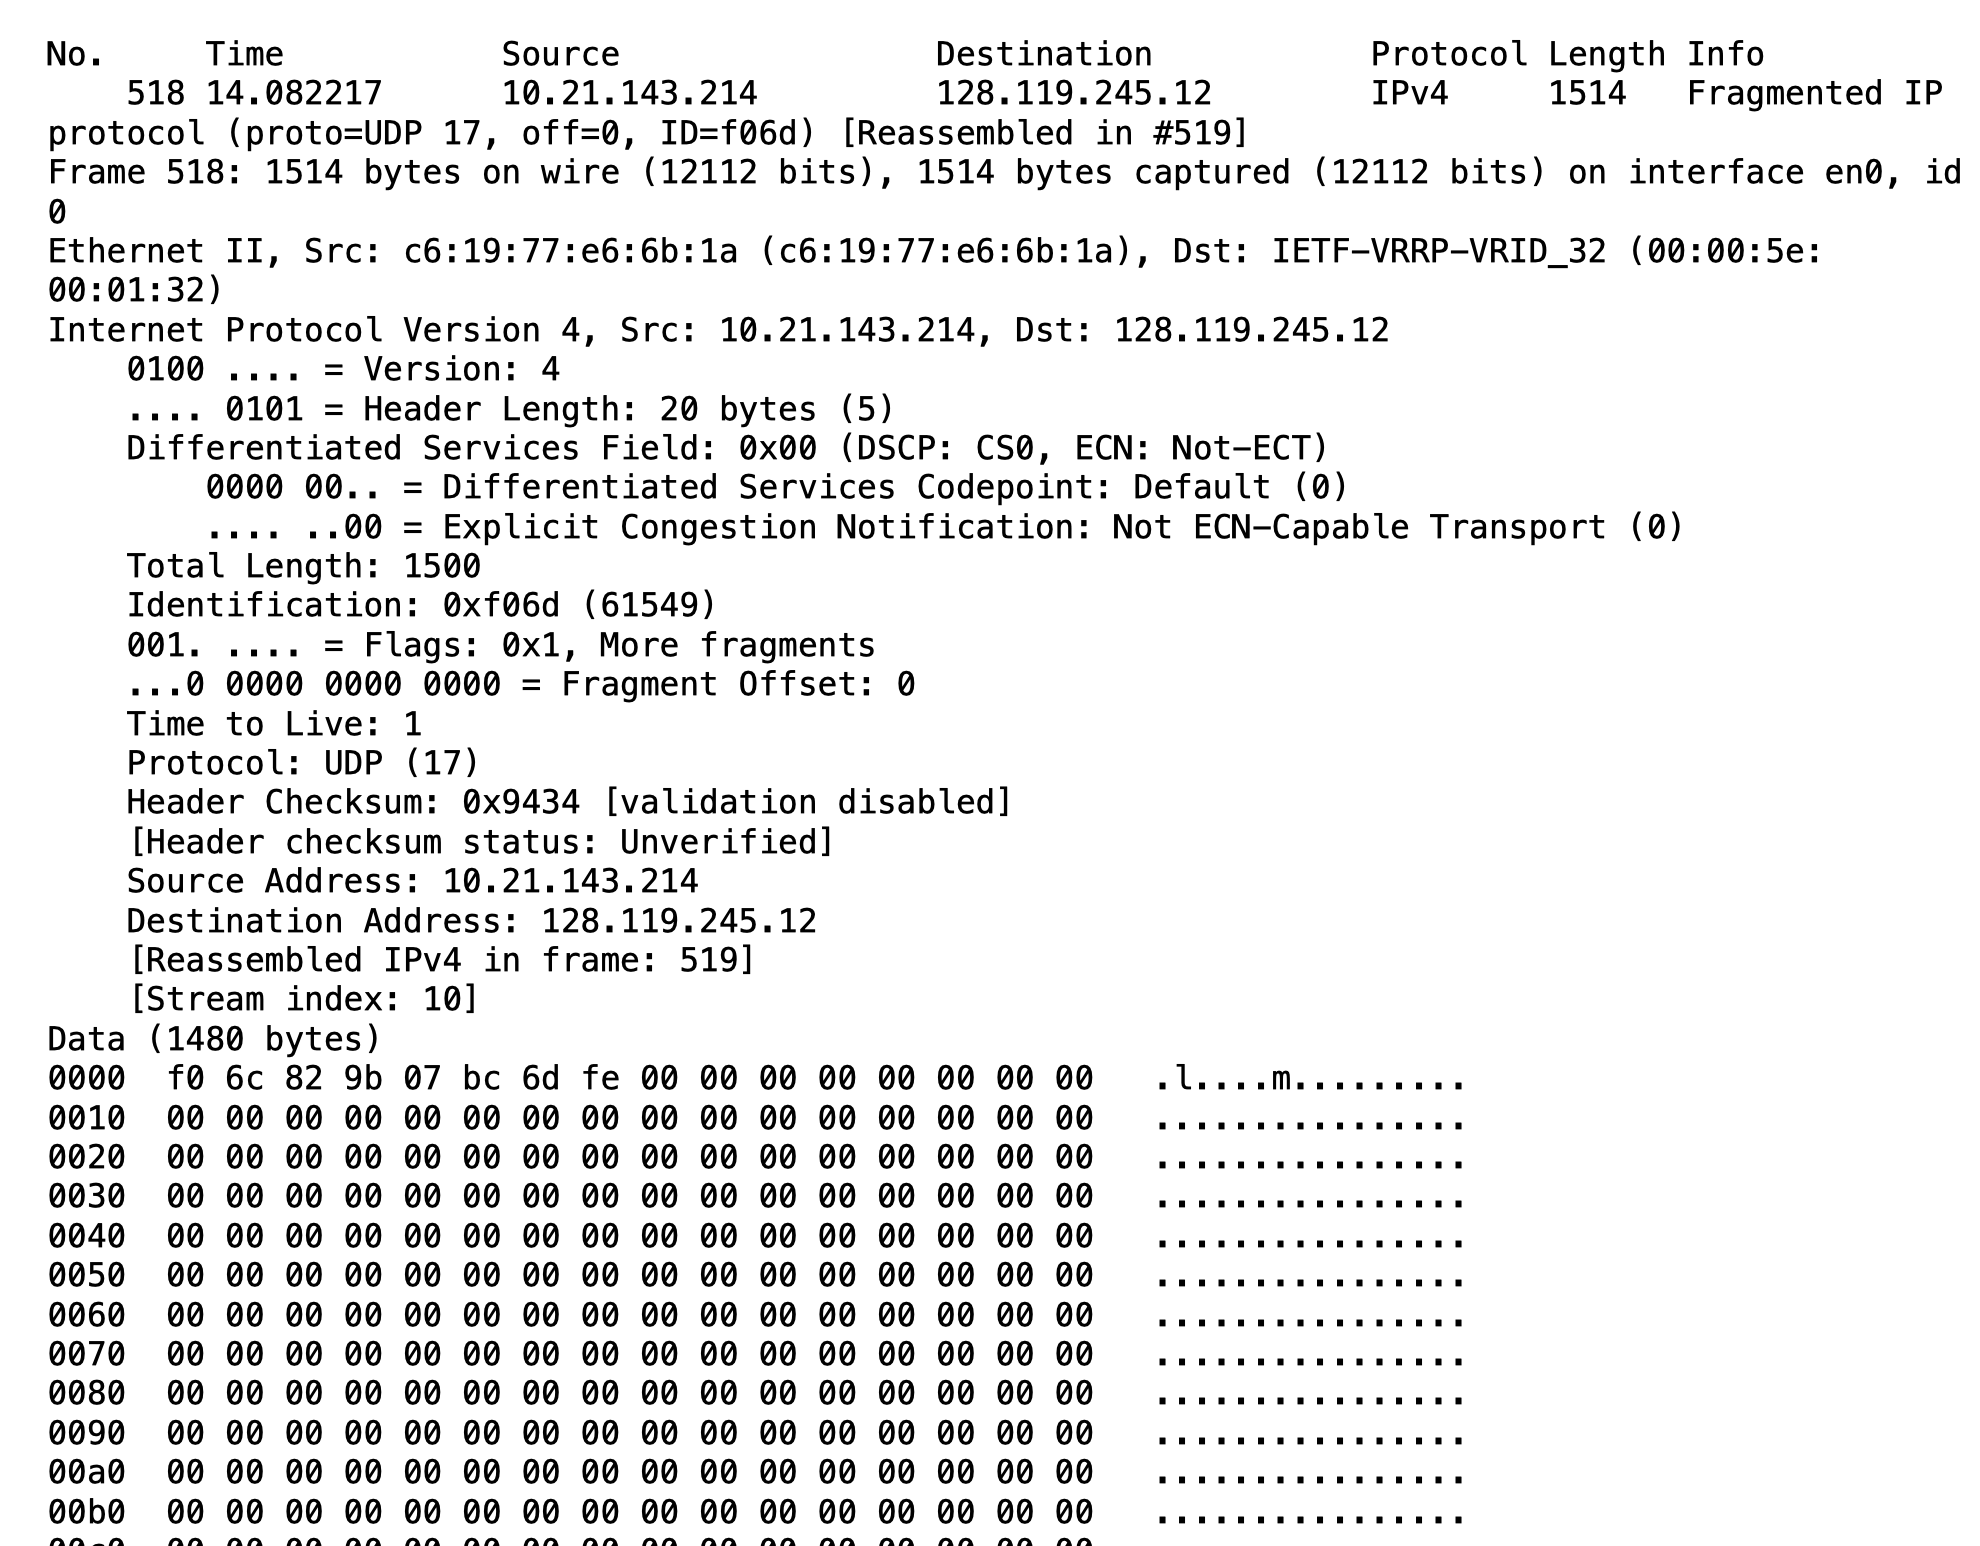 No.     Time            Source                Destination           Protocol Length Info
    518 14.082217      10.21.143.214         128.119.245.12        IPv4     1514   Fragmented IP
protocol (proto=UDP 17, off=0, ID=f06d) [Reassembled in #519]
Frame 518: 1514 bytes on wire (12112 bits), 1514 bytes captured (12112 bits) on interface en0, id
0
Ethernet II, Src: c6:19:77:e6:6b:1a (c6:19:77:e6:6b:1a), Dst: IETF-VRRP-VRID_32 (00:00:5e:
00:01:32)
Internet Protocol Version 4, Src: 10.21.143.214, Dst: 128.119.245.12
    0100 .... = Version: 4
    .... 0101 = Header Length: 20 bytes (5)
    Differentiated Services Field: 0x00 (DSCP: CS0, ECN: Not-ECT)
        0000 00.. = Differentiated Services Codepoint: Default (0)
        .... ..00 = Explicit Congestion Notification: Not ECN-Capable Transport (0)
    Total Length: 1500
    Identification: 0xf06d (61549)
    001. .... = Flags: 0x1, More fragments
    ...0 0000 0000 0000 = Fragment Offset: 0
    Time to Live: 1
    Protocol: UDP (17)
    Header Checksum: 0x9434 [validation disabled]
    [Header checksum status: Unverified]
    Source Address: 10.21.143.214
    Destination Address: 128.119.245.12
    [Reassembled IPv4 in frame: 519]
    [Stream index: 10]
Data (1480 bytes)
0000  f0 6c 82 9b 07 bc 6d fe 00 00 00 00 00 00 00 00   .l....m.........
0010  00 00 00 00 00 00 00 00 00 00 00 00 00 00 00 00   ................
0020  00 00 00 00 00 00 00 00 00 00 00 00 00 00 00 00   ................
0030  00 00 00 00 00 00 00 00 00 00 00 00 00 00 00 00   ................
0040  00 00 00 00 00 00 00 00 00 00 00 00 00 00 00 00   ................
0050  00 00 00 00 00 00 00 00 00 00 00 00 00 00 00 00   ................
0060  00 00 00 00 00 00 00 00 00 00 00 00 00 00 00 00   ................
0070  00 00 00 00 00 00 00 00 00 00 00 00 00 00 00 00   ................
0080  00 00 00 00 00 00 00 00 00 00 00 00 00 00 00 00   ................
0090  00 00 00 00 00 00 00 00 00 00 00 00 00 00 00 00   ................
00a0  00 00 00 00 00 00 00 00 00 00 00 00 00 00 00 00   ................
00b0  00 00 00 00 00 00 00 00 00 00 00 00 00 00 00 00   ................